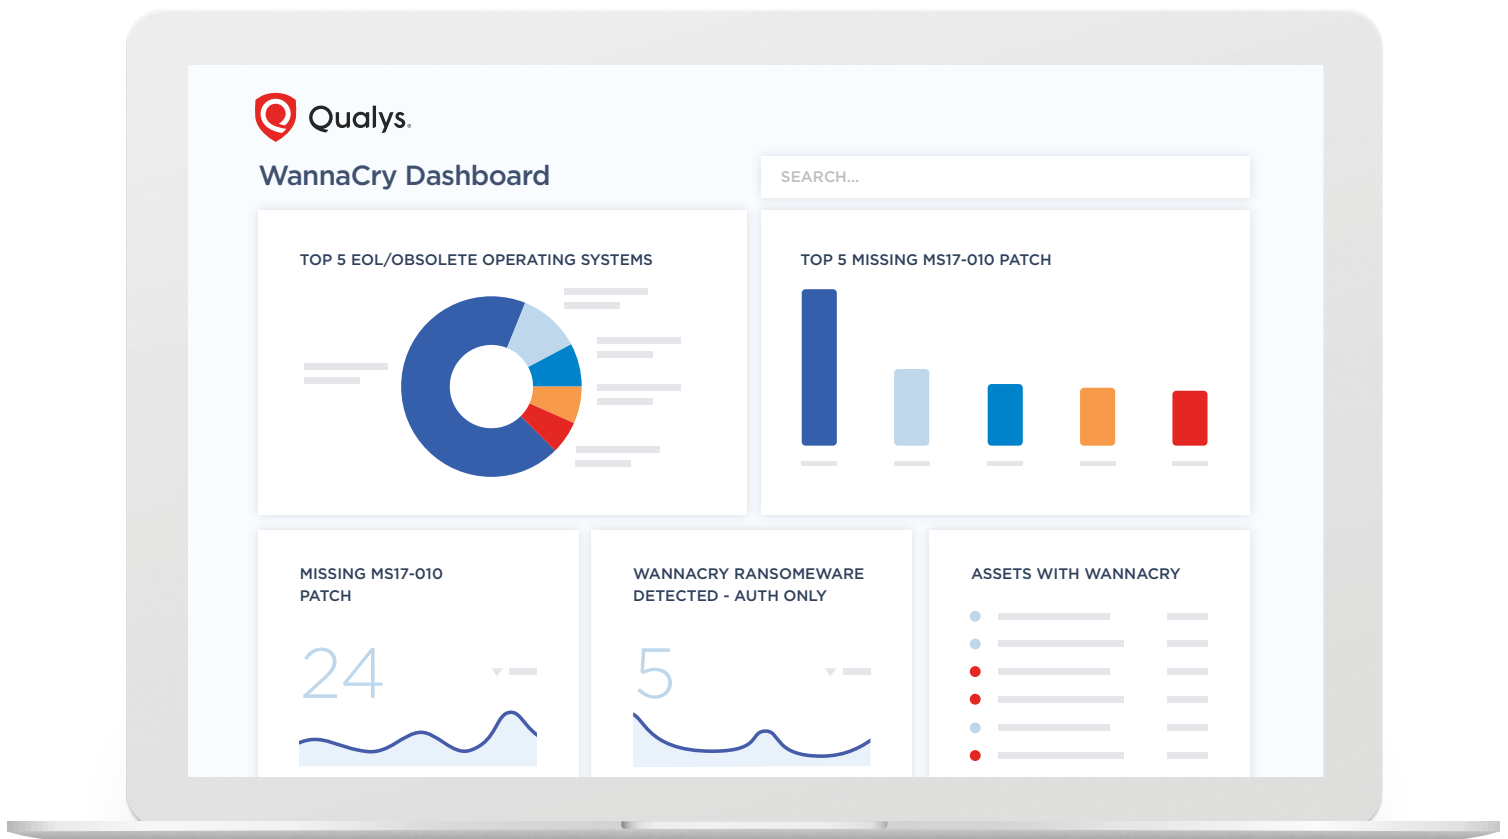 Qualys.
WannaCry Dashboard
SEARCH...
TOP 5 EOL/OBSOLETE OPERATING SYSTEMS
TOP 5 MISSING MS17-010 PATCH
MISSING MS17-010
PATCH
24
WANNACRY RANSOMEWARE
DETECTED - AUTH ONLY
5
ASSETS WITH WANNACRY